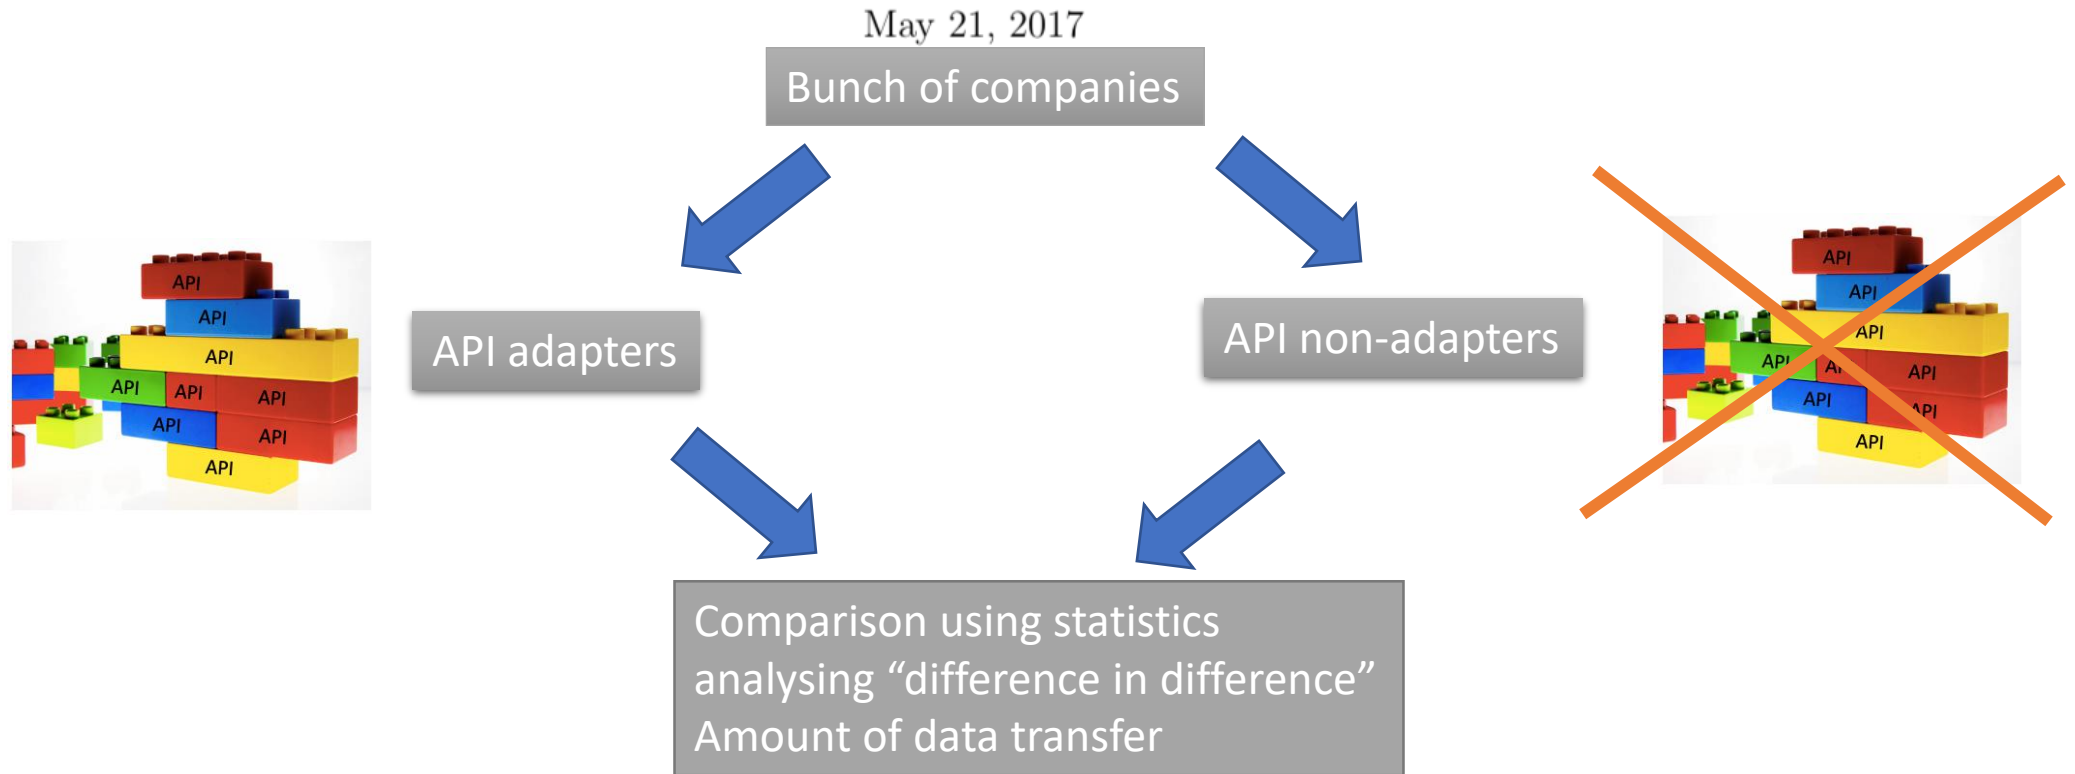 May 21, 2017
Bunch of companies
API
API
API
API API API
API API
API
API adapters
API non-adapters
API
API
API
API API API
API API
API
Comparison using statistics
analysing “difference in difference”
Amount of data transfer